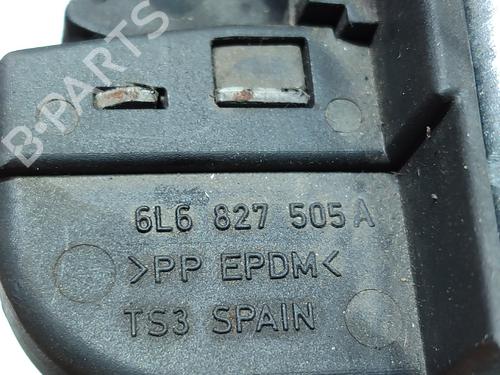 B-PARTS
6L6 827 505 A
>PP EPDM<
TS3 SPAIN